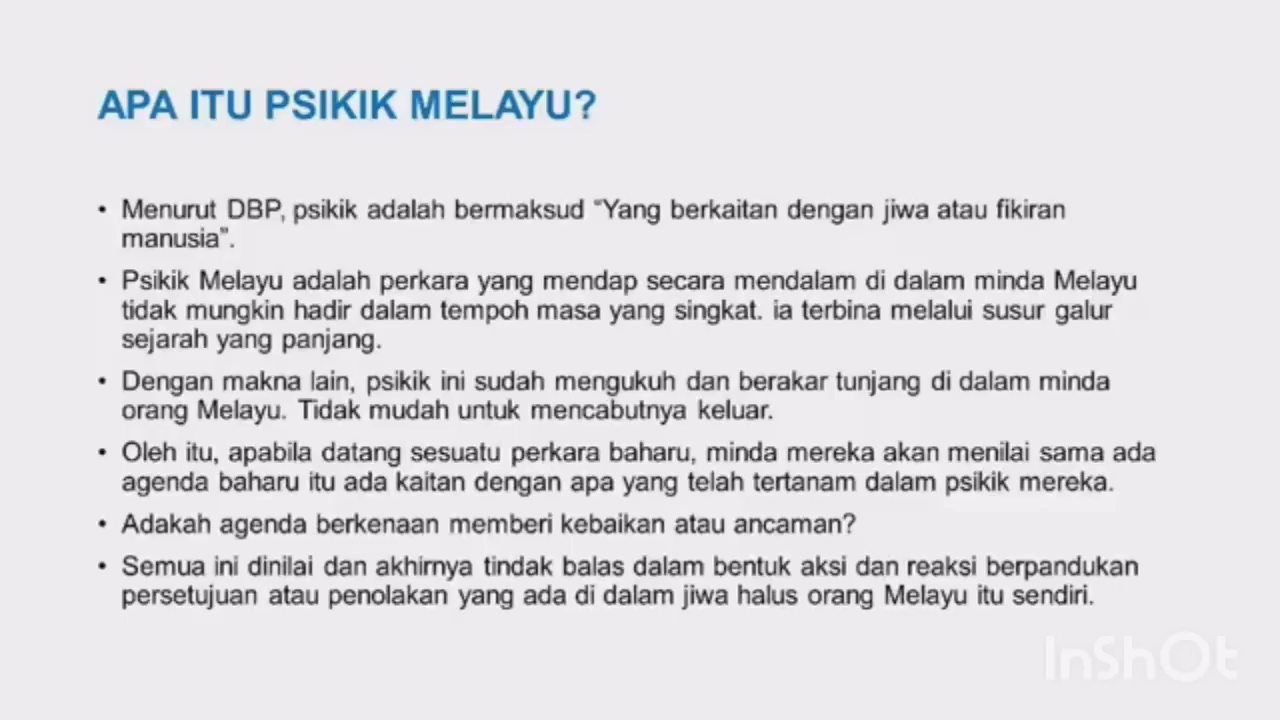 APA ITU PSIKIK MELAYU?
• Menurut DBP, psikik adalah bermaksud “Yang berkaitan dengan jiwa atau fikiran
manusia”.
• Psikik Melayu adalah perkara yang mendap secara mendalam di dalam minda Melayu
tidak mungkin hadir dalam tempoh masa yang singkat. ia terbina melalui susur galur
sejarah yang panjang.
• Dengan makna lain, psikik ini sudah mengukuh dan berakar tunjang di dalam minda
orang Melayu. Tidak mudah untuk mencabutnya keluar.
• Oleh itu, apabila datang sesuatu perkara baharu, minda mereka akan menilai sama ada
agenda baharu itu ada kaitan dengan apa yang telah tertanam dalam psikik mereka.
• Adakah agenda berkenaan memberi kebaikan atau ancaman?
• Semua ini dinilai dan akhirnya tindak balas dalam bentuk aksi dan reaksi berpandukan
persetujuan atau penolakan yang ada di dalam jiwa halus orang Melayu itu sendiri.
InShOt